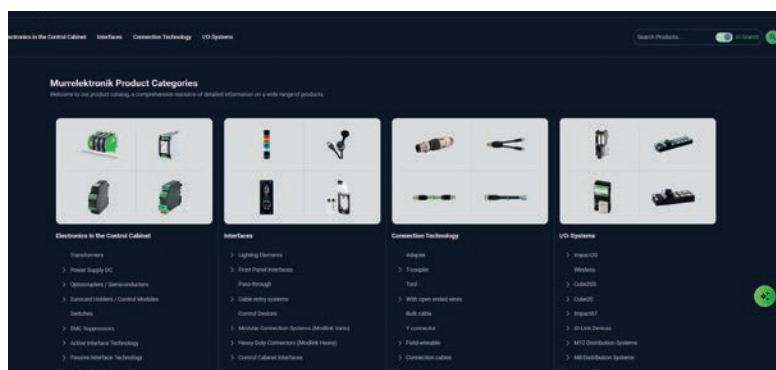 Electronics in the Control Cabinet Interfaces Connection Technology I/O-Systems
Search Products... AI Search
Murrelektronik Product Categories
Welcome to our product catalog, a comprehensive resource of detailed information on a wide range of products.
Electronics in the Control Cabinet
Transformers
Power Supply DC
Optocouplers / Semiconductors
Eurocard Holders / Control Modules
Switches
EMC Suppressors
Active Interface Technology
Passive Interface Technology
Interfaces
Lighting Elements
Front Panel Interfaces
Pass-through
Cable entry systems
Control Devices
Modular Connection Systems (Modlink Vario)
Heavy Duty Connectors (Modlink Heavy)
Control Cabinet Interfaces
Connection Technology
Adapter
T-coupler
Tool
With open ended wires
Bulk cable
Y connector
Field-wireable
Connection cables
I/O-Systems
Impact20
Wireless
Cube20S
Cube20
Impact67
IO-Link Devices
M12 Distribution Systems
M8 Distribution Systems